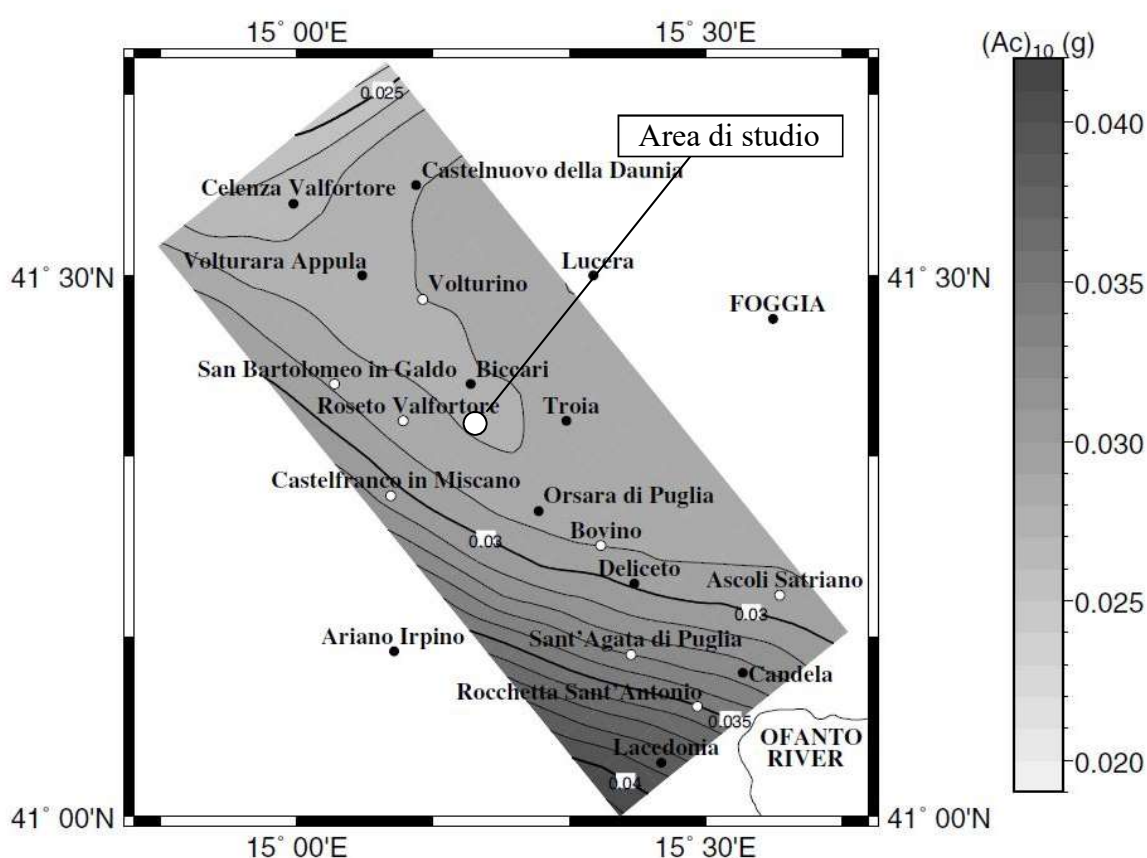 15° 00'E
15° 30'E
(Ac)10 (g)
0.025
0.040
Area di studio
Castelnuovo della Daunia
Celenza Valfortore
Volturara Appula
Lucera
41° 30'N
41° 30'N
0.035
Volturino
FOGGIA
San Bartolomeo in Galdo
Biccari
Roseto Valfortore
Troia
0.030
Castelfranco in Miscano
Orsara di Puglia
0.03
Bovino
Deliceto
Ascoli Satriano
0.03
0.025
Ariano Irpino
Sant'Agata di Puglia
Candela
Rocchetta Sant'Antonio
0.035
Lacedonia
OFANTO
RIVER
0.04
0.020
41° 00'N
41° 00'N
15° 00'E
15° 30'E